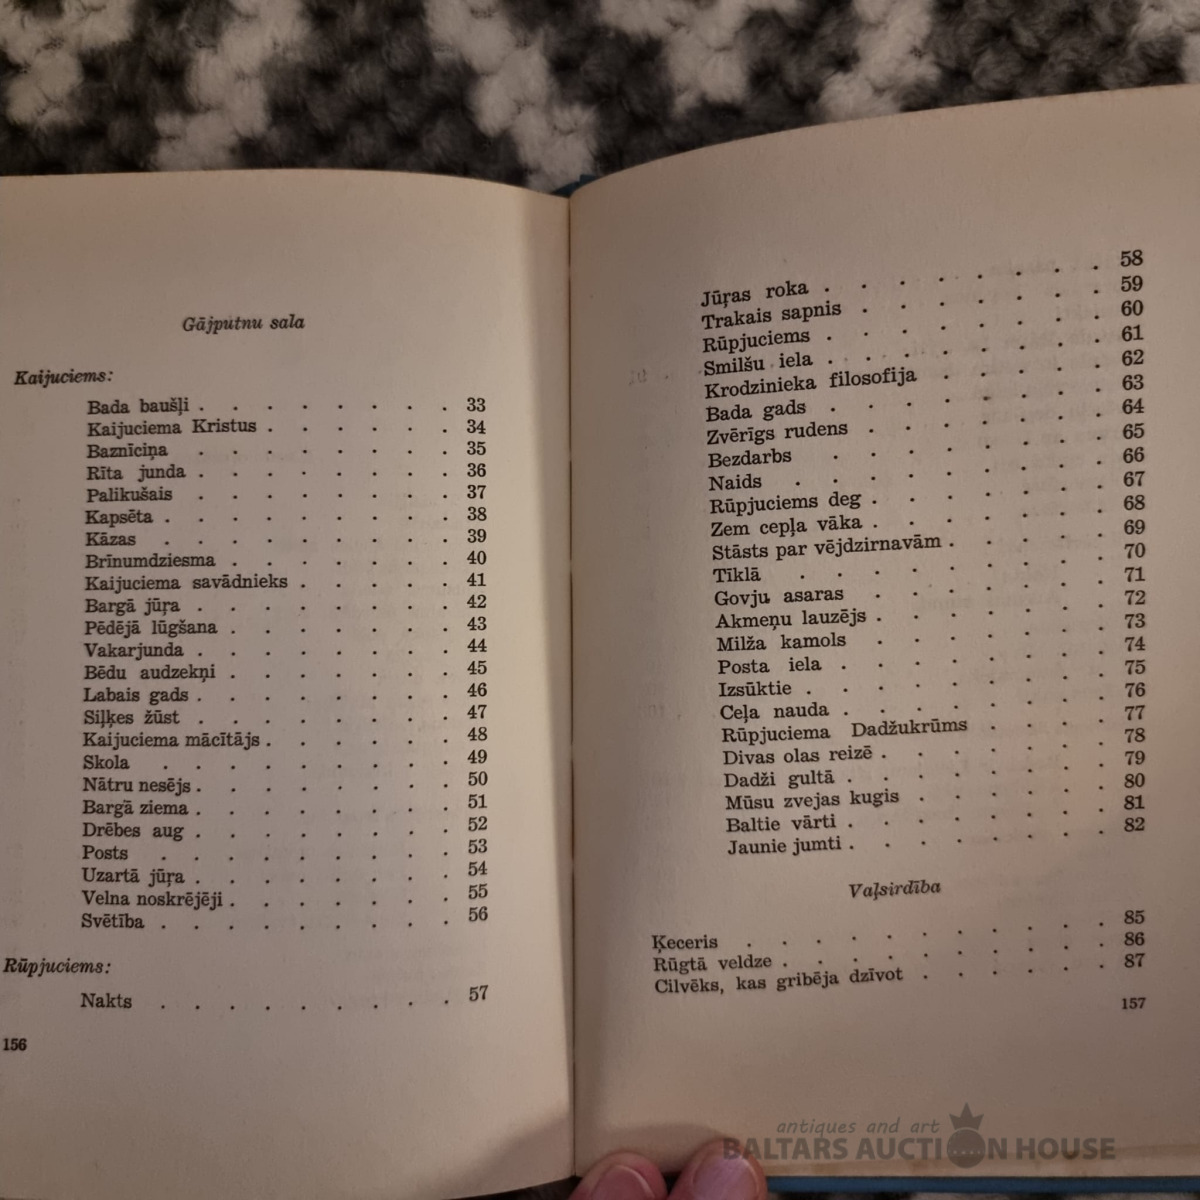 Gājputnu sala
Kaijuciems:
Bada baušļi . . . . . . . . 33
Kaijuciema Kristus . . . . . . 34
Baznīciņa . . . . . . . . 35
Rīta junda . . . . . . . . 36
Palikušais . . . . . . . . 37
Kapsēta . . . . . . . . . 38
Kāzas . . . . . . . . . 39
Brīnumdziesma . . . . . . . 40
Kaijuciema savādnieks . . . . . 41
Bargā jūŗa . . . . . . . . 42
Pēdējā lūgšana . . . . . . . 43
Vakarjunda . . . . . . . . 44
Bēdu audzekņi . . . . . . . 45
Labais gads . . . . . . . . 46
Siļķes žūst . . . . . . . . 47
Kaijuciema mācītājs . . . . . . 48
Skola . . . . . . . . . 49
Nātru nesējs . . . . . . . . 50
Bargā ziema . . . . . . . . 51
Drēbes aug . . . . . . . . 52
Posts . . . . . . . . . 53
Uzartā jūŗa . . . . . . . . 54
Velna noskrējēji . . . . . . . 55
Svētība . . . . . . . . . 56
Rūpjuciems:
Nakts . . . . . . . . . 57
156
Jūŗas roka . . . . . . . . 58
Trakais sapnis . . . . . . . 59
Rūpjuciems . . . . . . . . 60
Smilšu iela . . . . . . . . 61
Krodzinieka filosofija . . . . . 62
Bada gads . . . . . . . . 63
Zvērīgs rudens . . . . . . . 64
Bezdarbs . . . . . . . . 65
Naids . . . . . . . . . 66
Rūpjuciems deg . . . . . . . 67
Zem cepļa vāka . . . . . . . 68
Stāsts par vējdzirnavām . . . . . 69
Tīklā . . . . . . . . . 70
Govju asaras . . . . . . . 71
Akmeņu lauzējs . . . . . . . 72
Milža kamols . . . . . . . 73
Posta iela . . . . . . . . 74
Izsūktie . . . . . . . . . 75
Ceļa nauda . . . . . . . . 76
Rūpjuciema Dadžukrūms . . . . 77
Divas olas reizē . . . . . . . 78
Dadži gultā . . . . . . . . 79
Mūsu zvejas kugis . . . . . . 80
Baltie vārti . . . . . . . . 81
Jaunie jumti . . . . . . . . 82
Vaļsirdība
Ķeceris . . . . . . . . . 85
Rūgtā veldze . . . . . . . . 86
Cilvēks, kas gribēja dzīvot . . . . . . 87
157
antiques and art
BALTARS AUCTION HOUSE